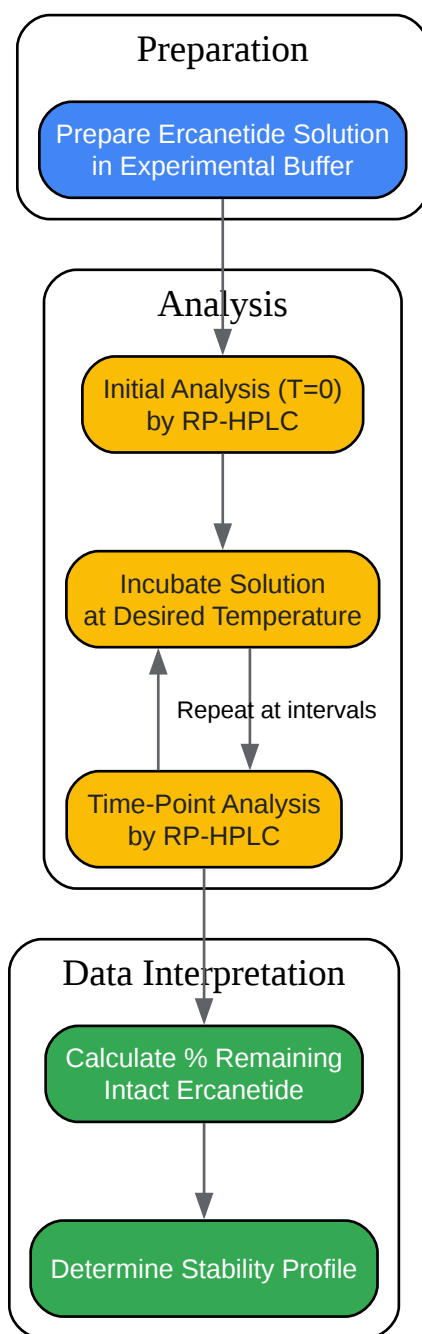 Preparation
Prepare Ercanetide Solution
in Experimental Buffer
Analysis
Initial Analysis (T=0)
by RP-HPLC
Incubate Solution
at Desired Temperature
Repeat at intervals
Time-Point Analysis
by RP-HPLC
Data Interpretation
Calculate % Remaining
Intact Ercanetide
Determine Stability Profile